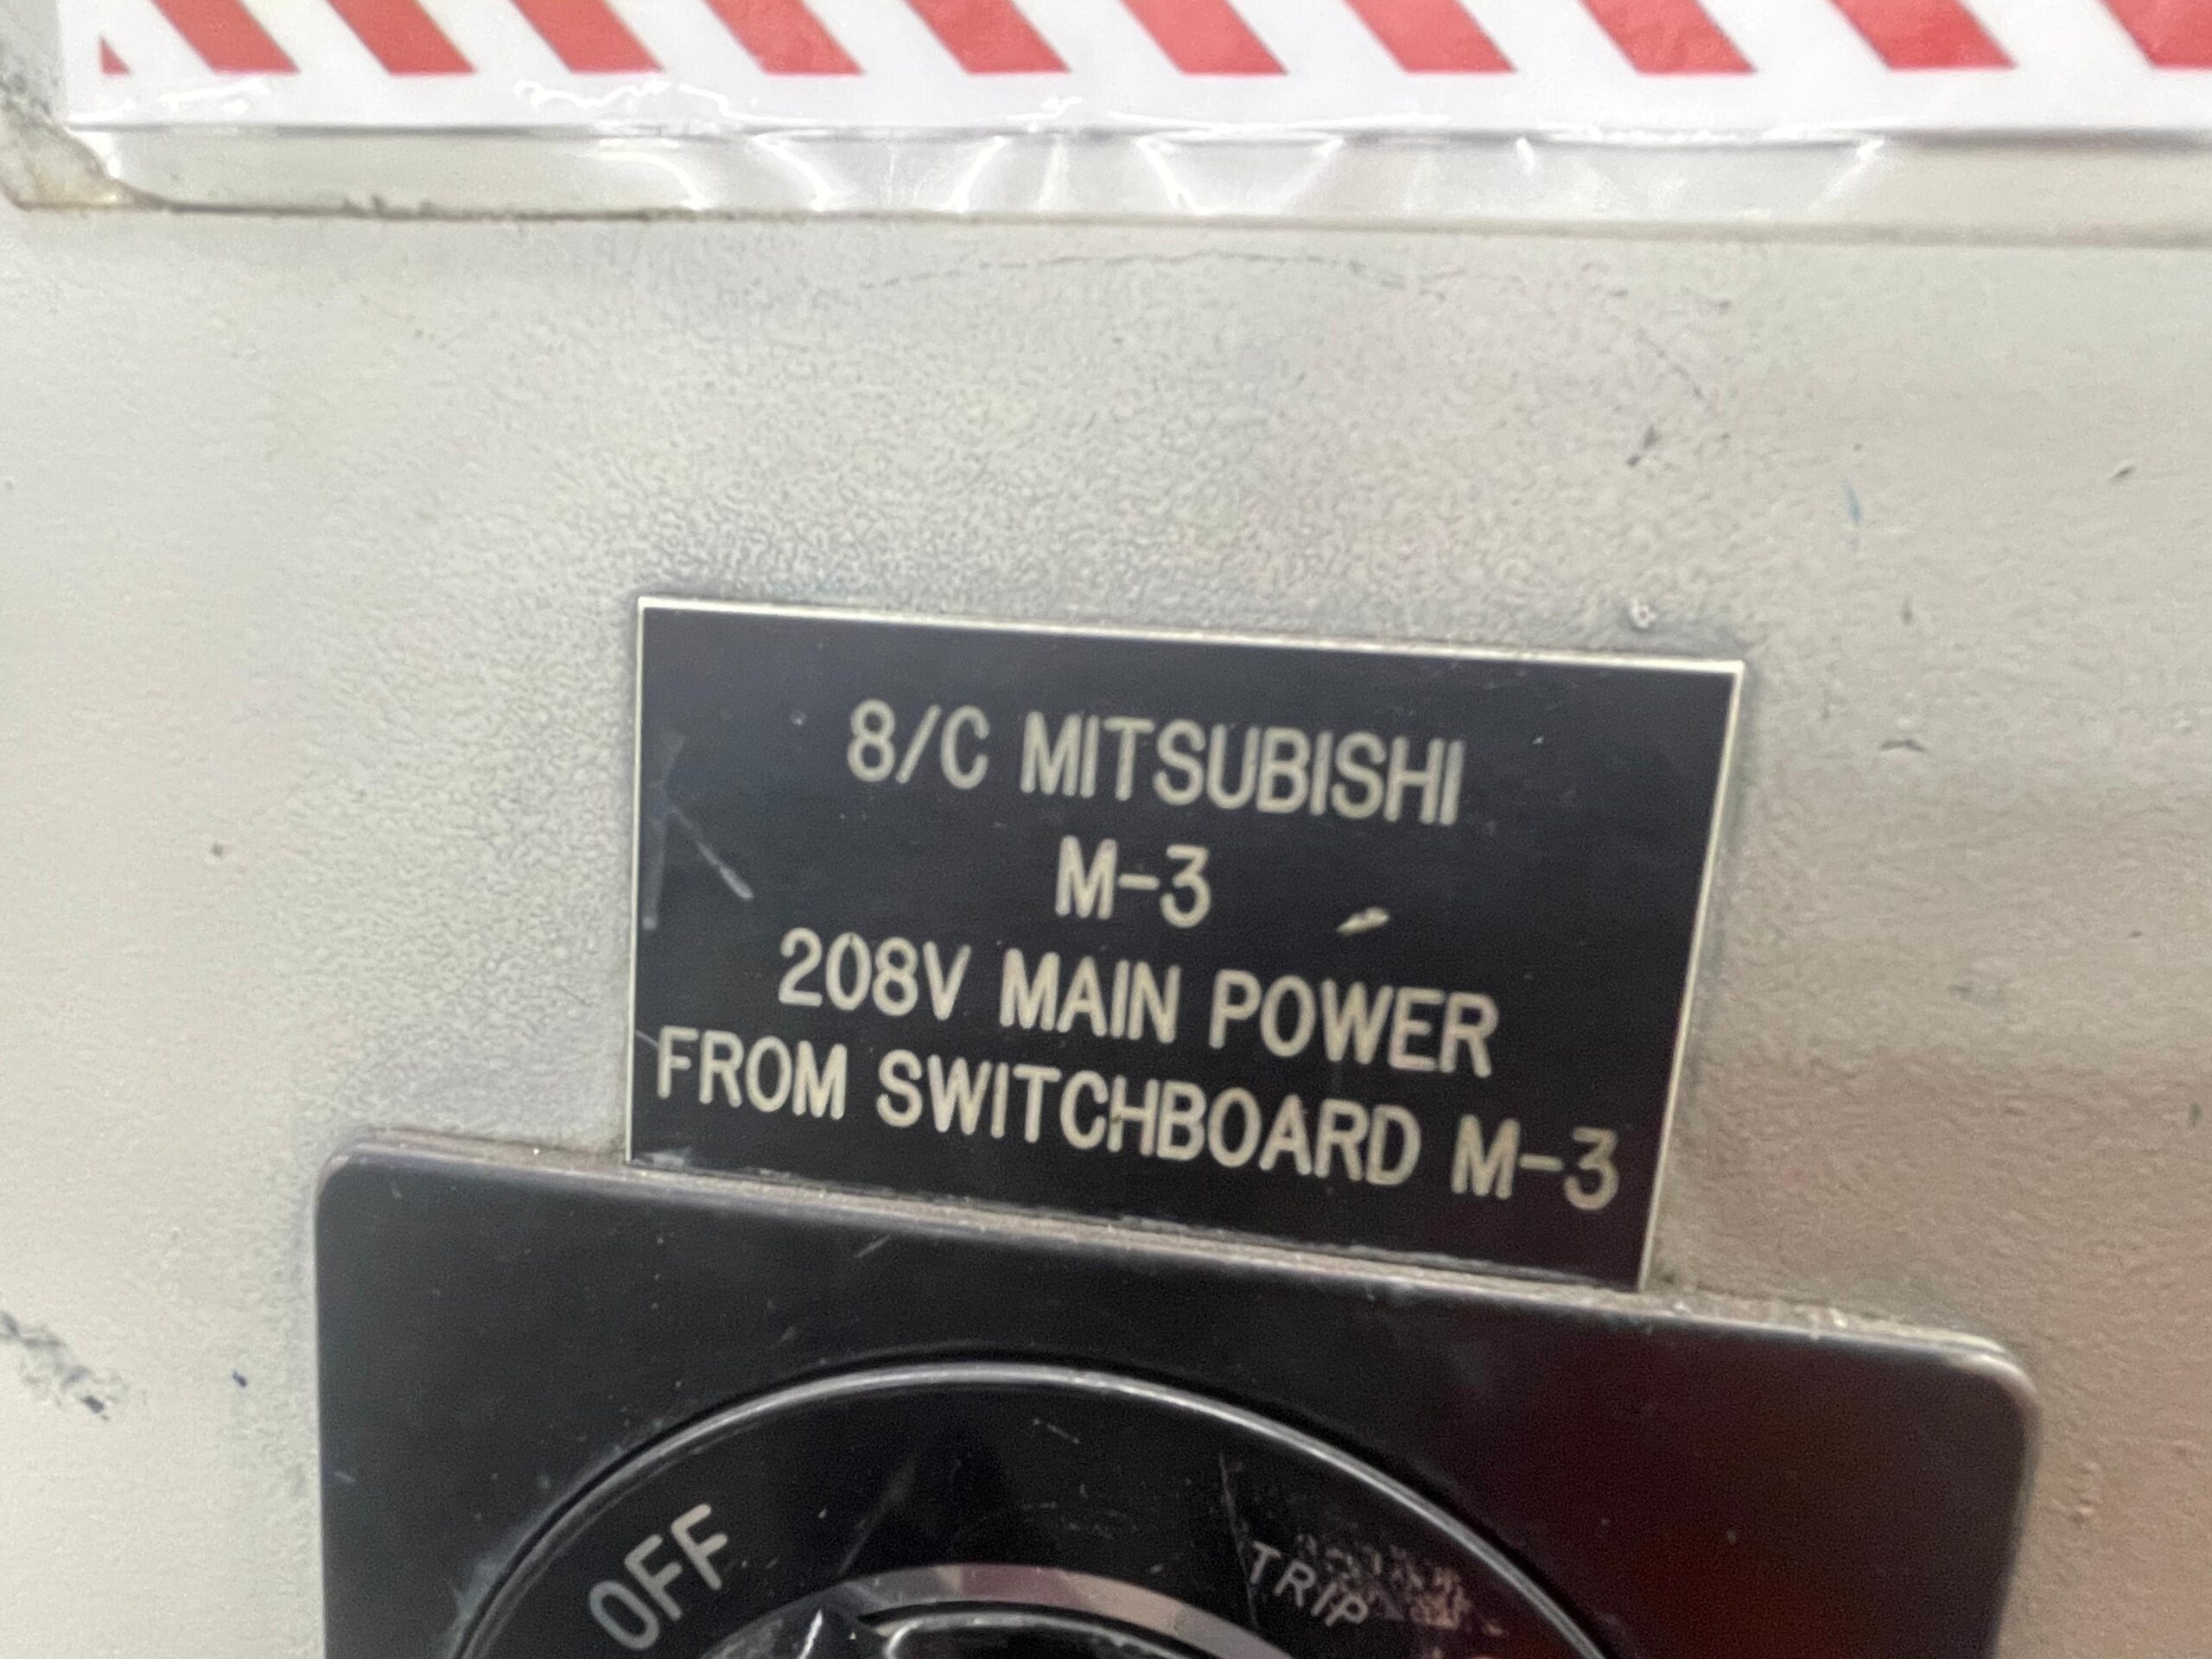 8/C MITSUBISHI
M-3
208V MAIN POWER
FROM SWITCHBOARD M-3
OFF
TRIP